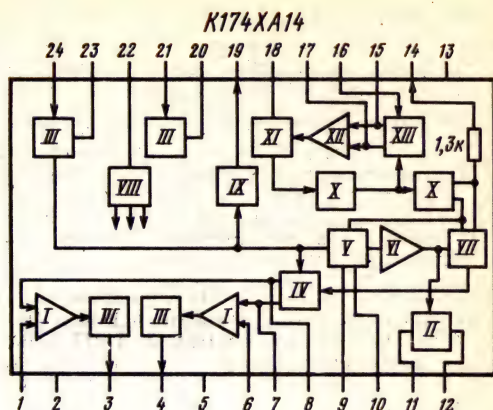 К174ХА14
24 23 22 21 20 19 18 17 16 15 14 13
III III XI XII XIII
VIII IX X X 1,3к
V VI VII
IV
I III III I II
1 2 3 4 5 6 7 8 9 10 11 12